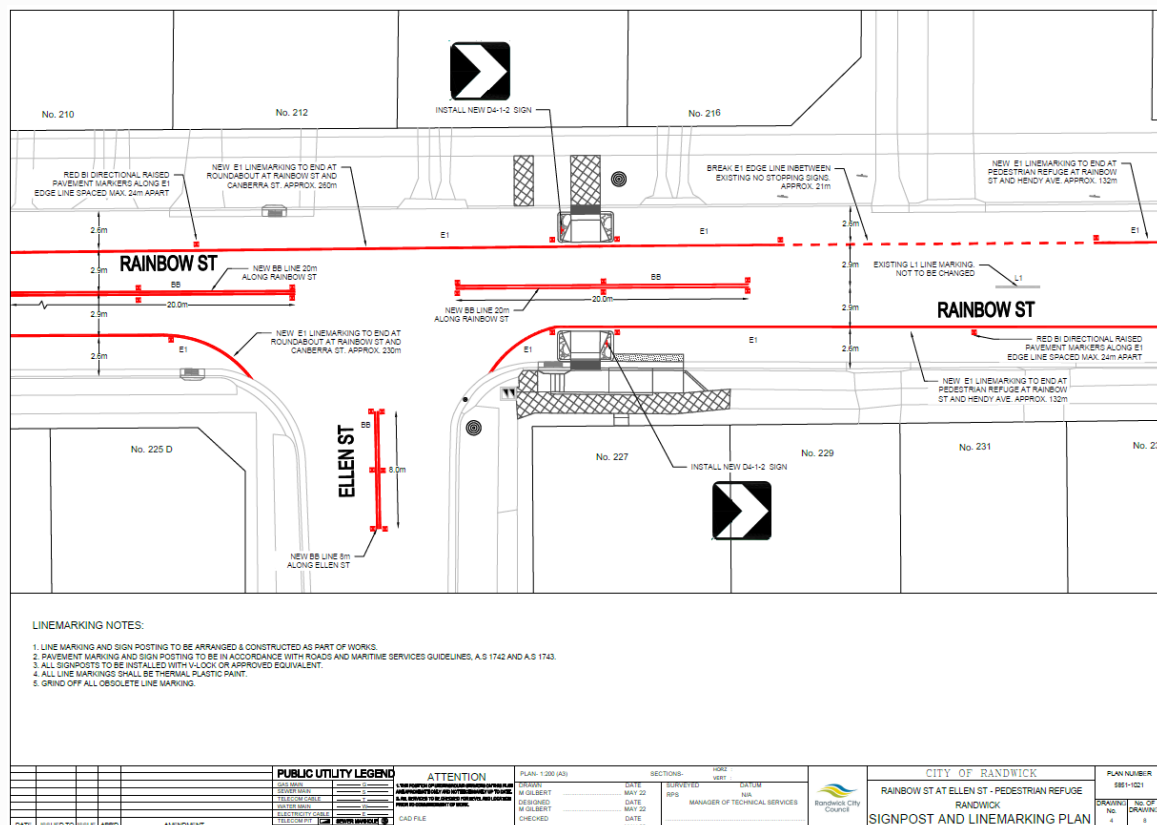 No. 210
No. 212
No. 216
INSTALL NEW D4-1-2 SIGN
RED BI DIRECTIONAL RAISED
PAVEMENT MARKERS ALONG E1
EDGE LINE SPACED MAX. 24m APART
NEW E1 LINEMARKING TO END AT
ROUNDABOUT AT RAINBOW ST AND
CANBERRA ST. APPROX. 260m
BREAK E1 EDGE LINE INBETWEEN
EXISTING NO STOPPING SIGNS.
APPROX. 21m
NEW E1 LINEMARKING TO END AT
PEDESTRIAN REFUGE AT RAINBOW
ST AND HENDY AVE. APPROX. 132m
2.6m
E1
E1
2.6m
E1
RAINBOW ST
2.9m
NEW BB LINE 20m
ALONG RAINBOW ST
BB
20.0m
BB
20.0m
NEW BB LINE 20m
ALONG RAINBOW ST
2.9m
EXISTING L1 LINE MARKING.
NOT TO BE CHANGED
L1
RAINBOW ST
2.9m
2.9m
2.6m
E1
NEW E1 LINEMARKING TO END AT
ROUNDABOUT AT RAINBOW ST AND
CANBERRA ST. APPROX. 230m
E1
E1
2.6m
RED BI DIRECTIONAL RAISED
PAVEMENT MARKERS ALONG E1
EDGE LINE SPACED MAX. 24m APART
NEW E1 LINEMARKING TO END AT
PEDESTRIAN REFUGE AT RAINBOW
ST AND HENDY AVE. APPROX. 132m
No. 225 D
ELLEN ST
BB
8.0m
NEW BB LINE 8m
ALONG ELLEN ST
No. 227
No. 229
No. 231
INSTALL NEW D4-1-2 SIGN
LINEMARKING NOTES:
1. LINE MARKING AND SIGN POSTING TO BE ARRANGED & CONSTRUCTED AS PART OF WORKS.
2. PAVEMENT MARKING AND SIGN POSTING TO BE IN ACCORDANCE WITH ROADS AND MARITIME SERVICES GUIDELINES, A.S 1742 AND A.S 1743.
3. ALL SIGNPOSTS TO BE INSTALLED WITH V-LOCK OR APPROVED EQUIVALENT.
4. ALL LINE MARKINGS SHALL BE THERMAL PLASTIC PAINT.
5. GRIND OFF ALL OBSOLETE LINE MARKING.
PUBLIC UTILITY LEGEND
GAS MAIN
SEWER MAIN
TELECOM CABLE
WATER MAIN
ELECTRICITY CABLE
TELECOM PIT
SEWER MANHOLE
ATTENTION
CAD FILE
PLAN- 1:200 (A3)
SECTIONS-
HORZ
VERT
DRAWN
M GILBERT
DATE
MAY 22
DESIGNED
M GILBERT
DATE
MAY 22
CHECKED
DATE
SURVEYED
RPS
DATUM
N/A
MANAGER OF TECHNICAL SERVICES
Randwick City
Council
CITY OF RANDWICK
RAINBOW ST AT ELLEN ST - PEDESTRIAN REFUGE
RANDWICK
SIGNPOST AND LINEMARKING PLAN
PLAN NUMBER
DRAWING
No.
4
No. OF
DRAWING